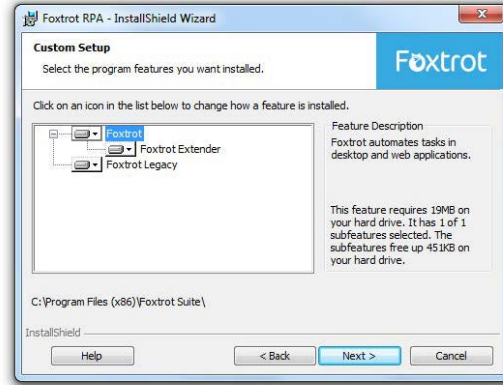 Foxtrot RPA - InstallShield Wizard
Custom Setup
Select the program features you want installed.
Foxtrot
Click on an icon in the list below to change how a feature is installed.
Foxtrot
Foxtrot Extender
Foxtrot Legacy
Feature Description
Foxtrot automates tasks in
desktop and web applications.
This feature requires 19MB on
your hard drive. It has 1 of 1
subfeatures selected. The
subfeatures free up 451KB on
your hard drive.
C:\Program Files (x86)\Foxtrot Suite\
InstallShield
Help
< Back
Next >
Cancel